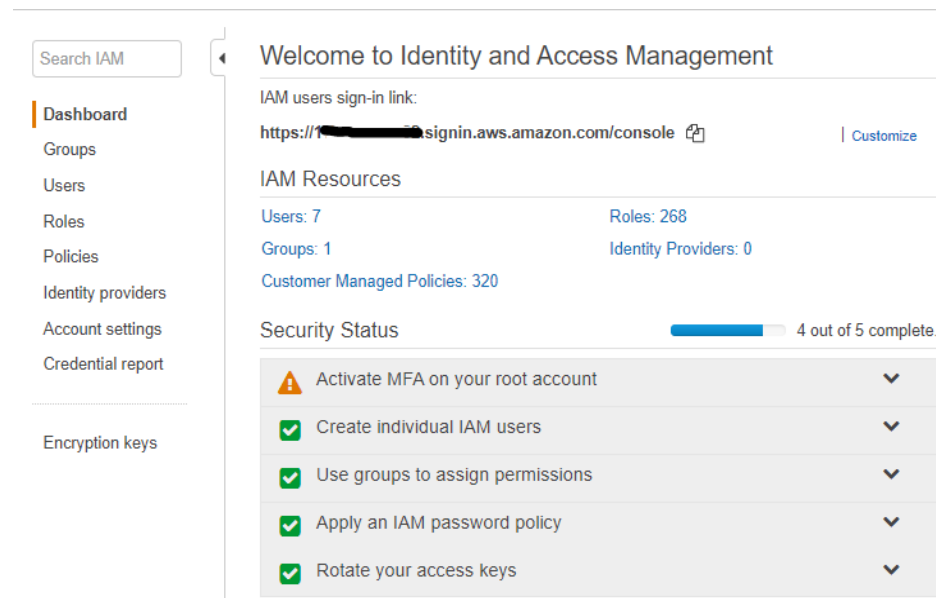 Search IAM
Dashboard
Groups
Users
Roles
Policies
Identity providers
Account settings
Credential report
Encryption keys
Welcome to Identity and Access Management
IAM users sign-in link:
https://1 .signin.aws.amazon.com/console
| Customize
IAM Resources
Users: 7
Roles: 268
Groups: 1
Identity Providers: 0
Customer Managed Policies: 320
Security Status
4 out of 5 complete.
Activate MFA on your root account
Create individual IAM users
Use groups to assign permissions
Apply an IAM password policy
Rotate your access keys